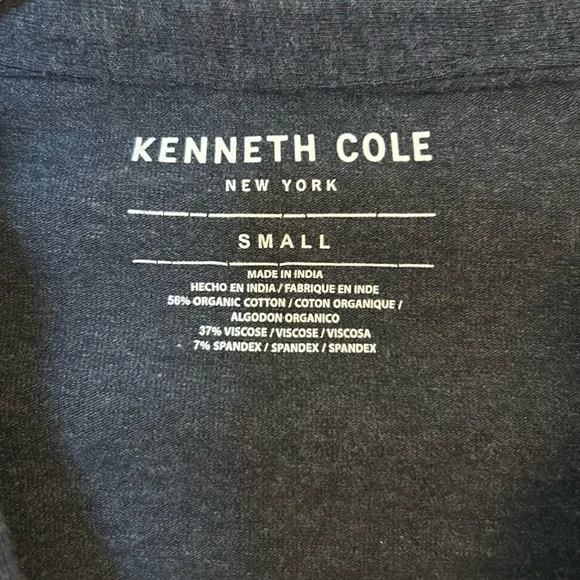 KENNETH COLE
NEW YORK
SMALL
MADE IN INDIA
HECHO EN INDIA / FABRIQUE EN INDE
56% ORGANIC COTTON / COTON ORGANIQUE /
ALGODON ORGANICO
37% VISCOSE / VISCOSE / VISCOSA
7% SPANDEX / SPANDEX / SPANDEX